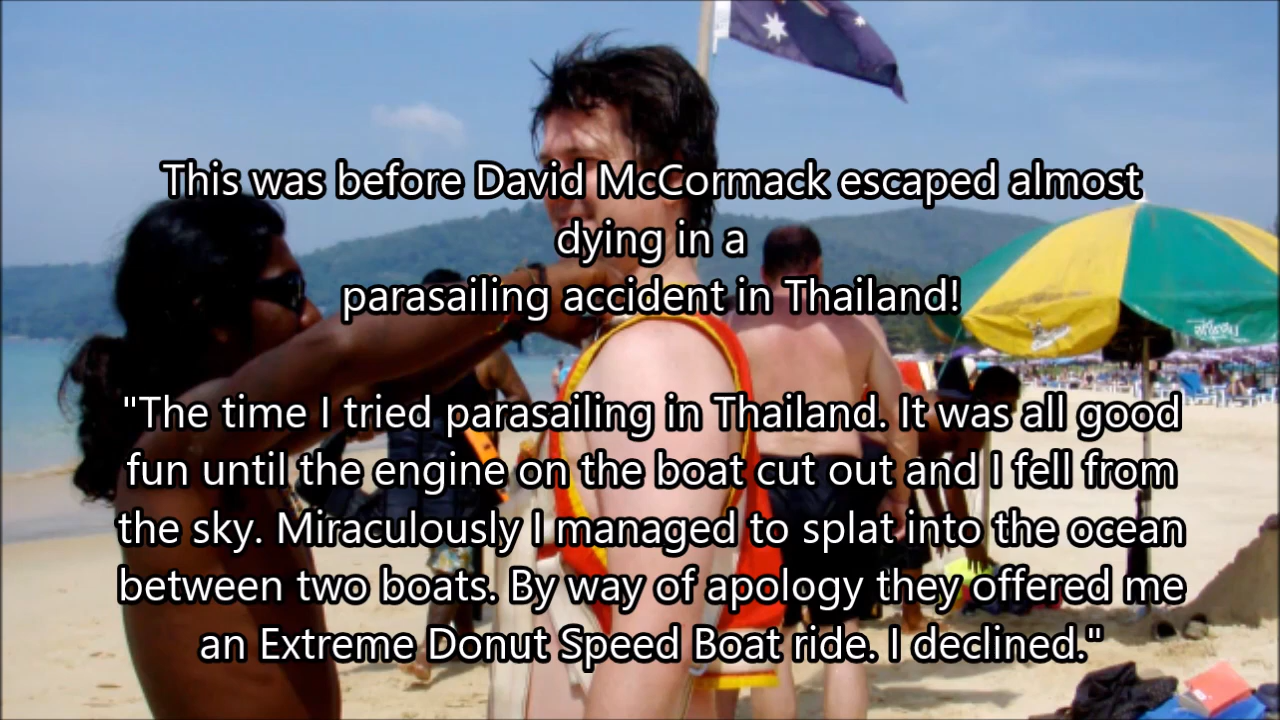 This was before David McCormack escaped almost
dying in a
parasailing accident in Thailand!
"The time I tried parasailing in Thailand. It was all good
fun until the engine on the boat cut out and I fell from
the sky. Miraculously I managed to splat into the ocean
between two boats. By way of apology they offered me
an Extreme Donut Speed Boat ride. I declined."